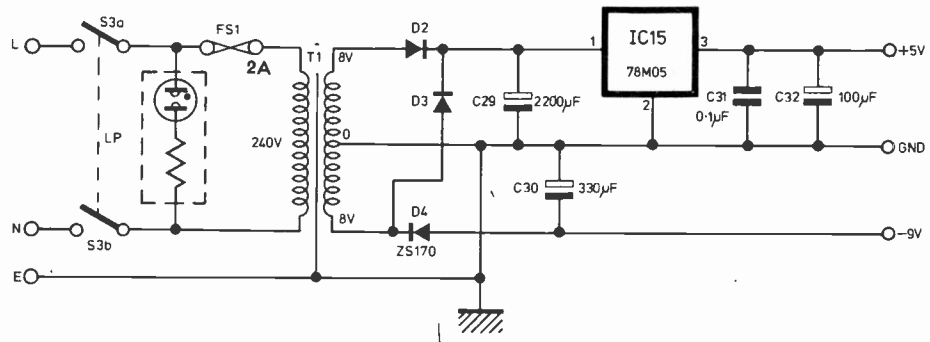 S3a
L
FS1
2A
T1
8V
D2
1
IC15
78M05
3
+5V
D3
C29
2200µF
2
C31
0.1µF
C32
100µF
LP
240V
0
GND
C30
330µF
N
S3b
8V
D4
ZS170
-9V
E